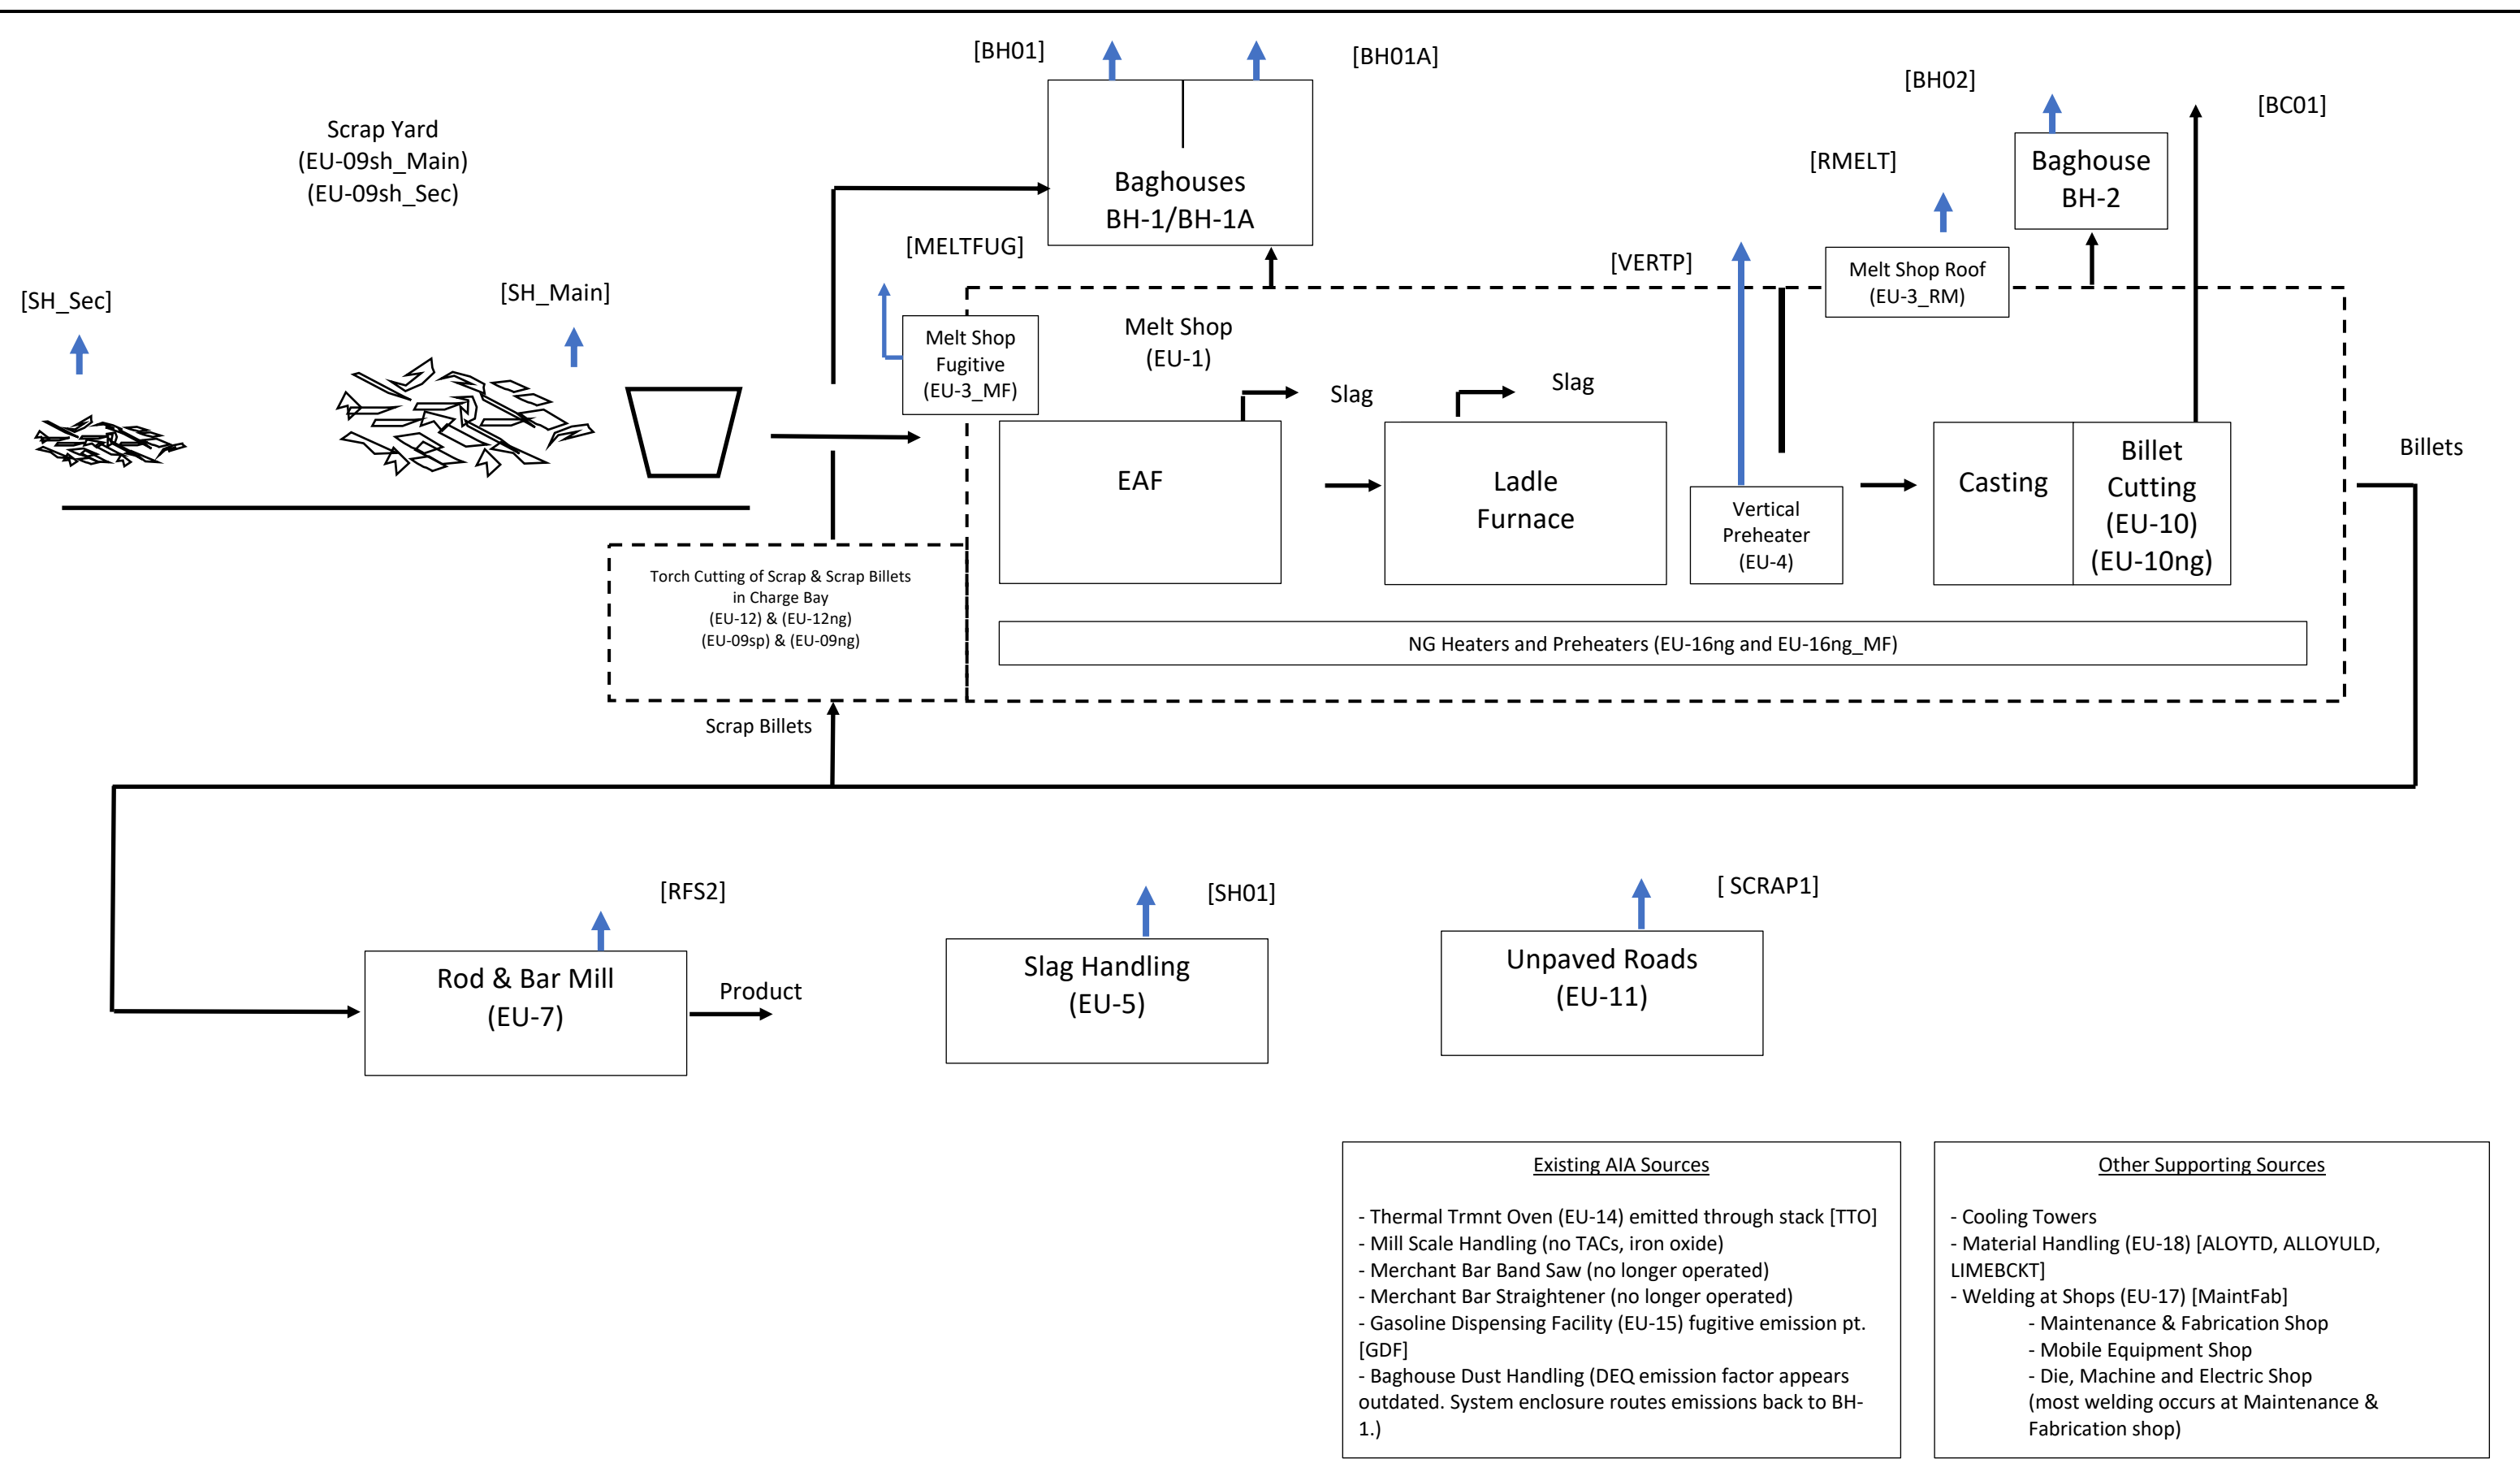 [BH01]
[BH01A]
[BH02]
[BC01]
Scrap Yard
(EU-09sh_Main)
(EU-09sh_Sec)
Baghouses
BH-1/BH-1A
[RMELT]
Baghouse
BH-2
[MELTFUG]
[VERTP]
Melt Shop Roof
(EU-3_RM)
[SH_Sec]
[SH_Main]
Melt Shop
Fugitive
(EU-3_MF)
Melt Shop
(EU-1)
Slag
Slag
EAF
Ladle
Furnace
Vertical
Preheater
(EU-4)
Casting
Billet
Cutting
(EU-10)
(EU-10ng)
Billets
Torch Cutting of Scrap & Scrap Billets
in Charge Bay
(EU-12) & (EU-12ng)
(EU-09sp) & (EU-09ng)
NG Heaters and Preheaters (EU-16ng and EU-16ng_MF)
Scrap Billets
[RFS2]
[SH01]
[ SCRAP1]
Rod & Bar Mill
(EU-7)
Product
Slag Handling
(EU-5)
Unpaved Roads
(EU-11)
Existing AIA Sources
- Thermal Trmnt Oven (EU-14) emitted through stack [TTO]
- Mill Scale Handling (no TACs, iron oxide)
- Merchant Bar Band Saw (no longer operated)
- Merchant Bar Straightener (no longer operated)
- Gasoline Dispensing Facility (EU-15) fugitive emission pt.
[GDF]
- Baghouse Dust Handling (DEQ emission factor appears
outdated. System enclosure routes emissions back to BH-
1.)
Other Supporting Sources
- Cooling Towers
- Material Handling (EU-18) [ALOYTD, ALLOYULD,
LIMEBCKT]
- Welding at Shops (EU-17) [MaintFab]
- Maintenance & Fabrication Shop
- Mobile Equipment Shop
- Die, Machine and Electric Shop
(most welding occurs at Maintenance &
Fabrication shop)